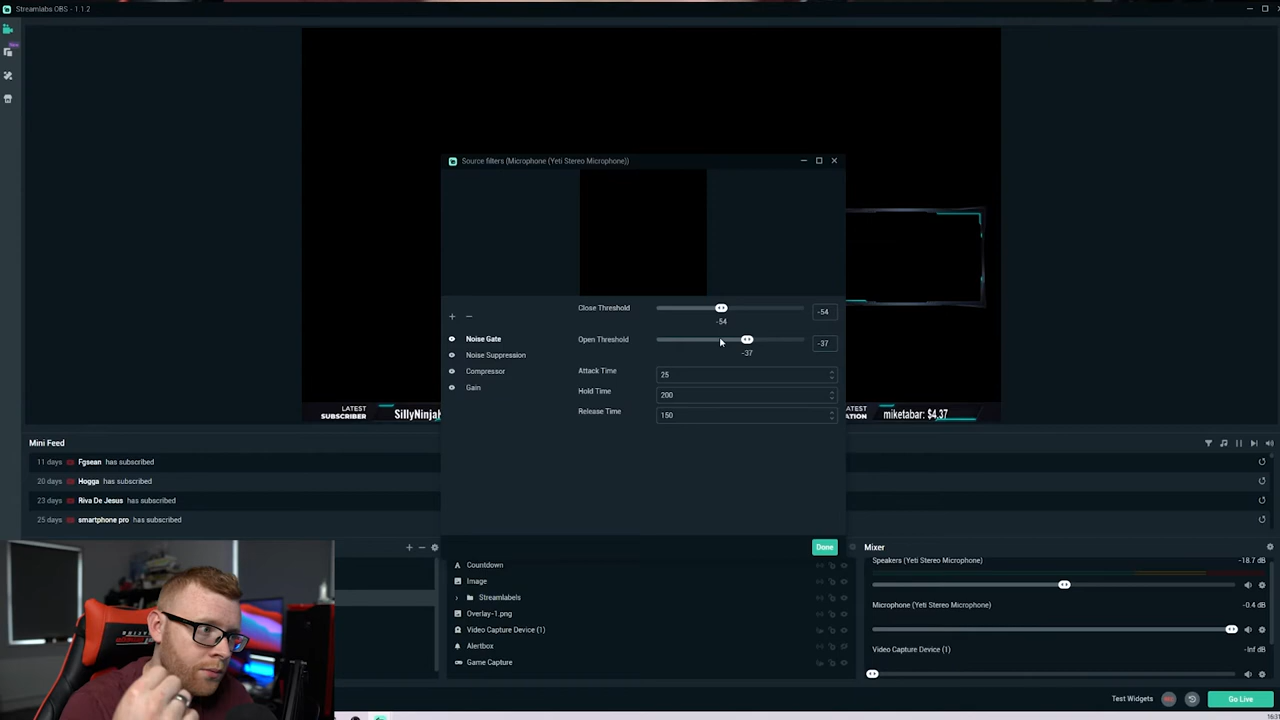 Streamlabs OBS - 1.1.2
New
Source filters (Microphone (Yeti Stereo Microphone))
Close Threshold
-54
-54
Noise Gate
Open Threshold
-37
-37
Noise Suppression
Compressor
Attack Time
25
Gain
Hold Time
200
Release Time
150
LATEST
SUBSCRIBER
SillyNinja
miketabar: $4.37
Mini Feed
11 days Fgsean has subscribed
20 days Hogga has subscribed
23 days Riva De Jesus has subscribed
25 days smartphone pro has subscribed
Done
Countdown
Image
Streamlabels
Overlay-1.png
Video Capture Device (1)
Alertbox
Game Capture
Mixer
Speakers (Yeti Stereo Microphone)
-18.7 dB
Microphone (Yeti Stereo Microphone)
-0.4 dB
Video Capture Device (1)
-Inf dB
Test Widgets
REC
Go Live